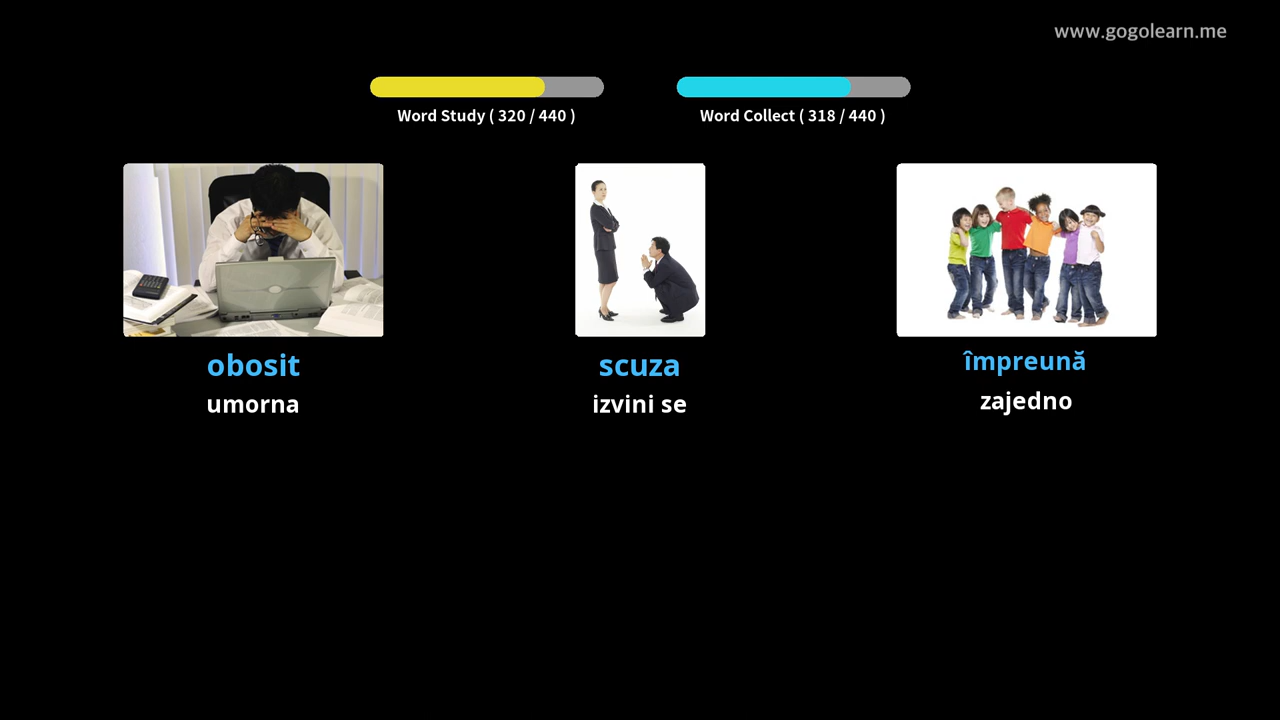 www.gogolearn.me
Word Study ( 320 / 440 )
Word Collect ( 318 / 440 )
obosit
umorna
scuza
izvini se
împreună
zajedno